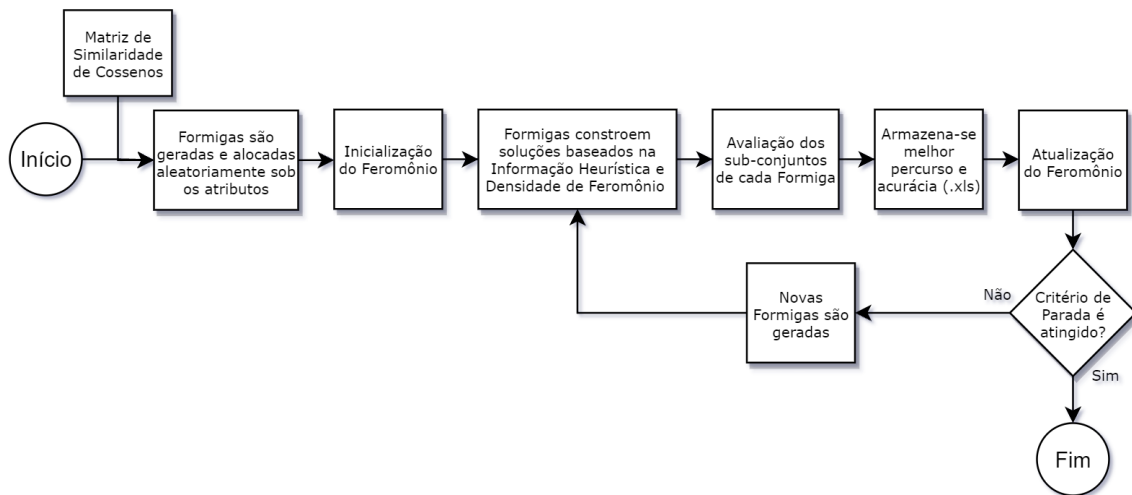 Matriz de
Similaridade
de Cossenos
Início
Formigas são
geradas e alocadas
aleatoriamente sob
os atributos
Inicialização
do Feromônio
Formigas constroem
soluções baseados na
Informação Heurística e
Densidade de Feromônio
Avaliação dos
sub-conjuntos
de cada Formiga
Armazena-se
melhor
percurso e
acurácia (.xls)
Atualização
do Feromônio
Critério de
Parada é
atingido?
Não
Novas
Formigas são
geradas
Sim
Fim